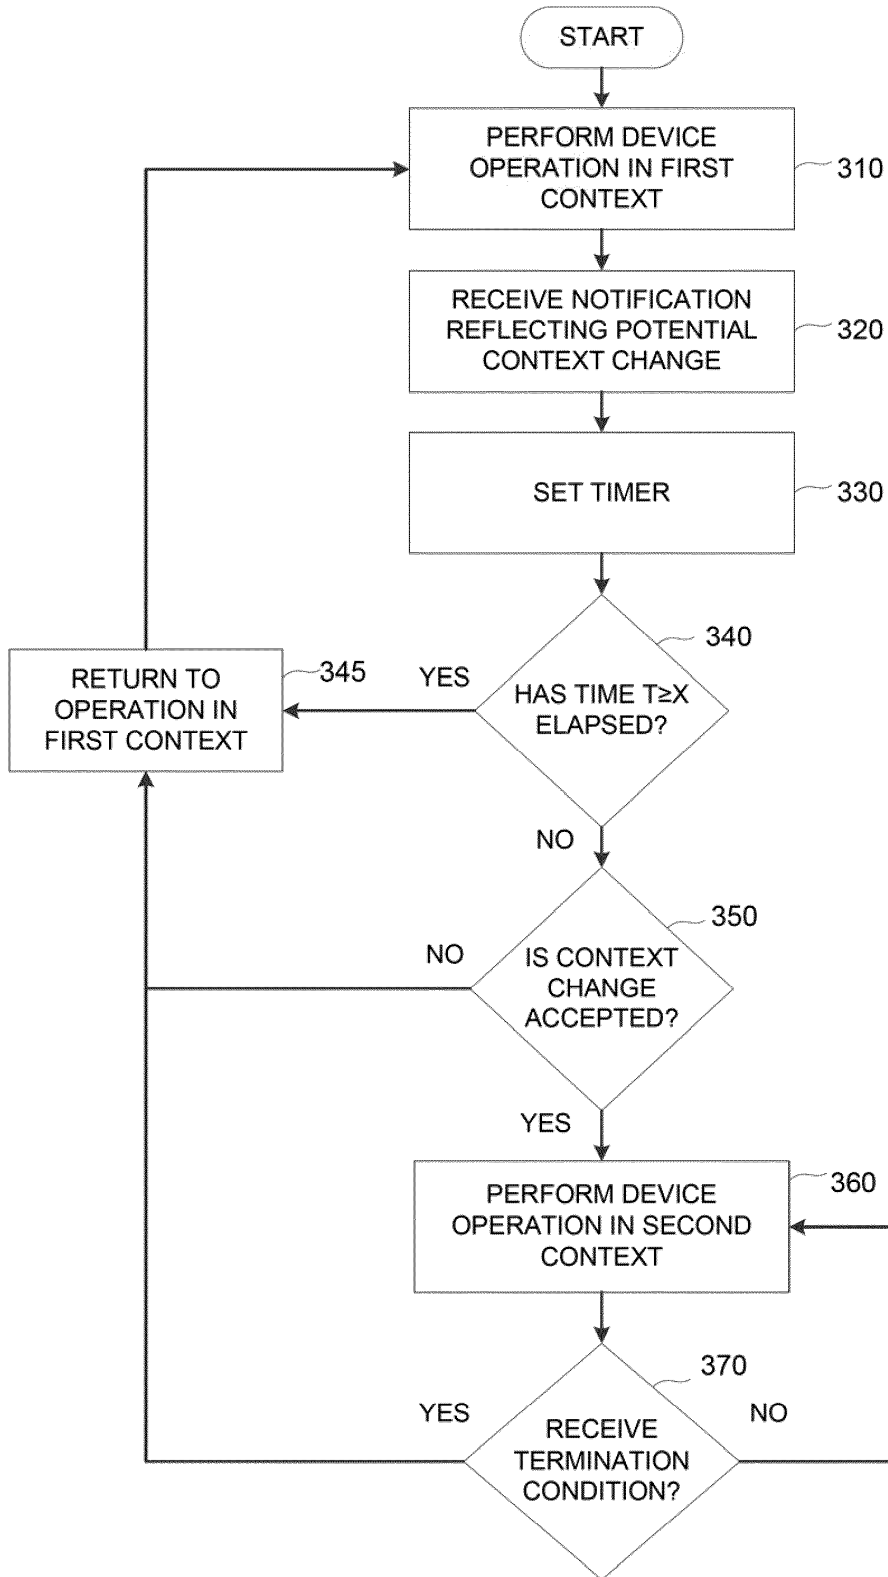 START
PERFORM DEVICE
OPERATION IN FIRST
CONTEXT
310
RECEIVE NOTIFICATION
REFLECTING POTENTIAL
CONTEXT CHANGE
320
SET TIMER
330
340
HAS TIME T≥X
ELAPSED?
YES
345
RETURN TO
OPERATION IN
FIRST CONTEXT
NO
350
IS CONTEXT
CHANGE
ACCEPTED?
NO
YES
360
PERFORM DEVICE
OPERATION IN SECOND
CONTEXT
370
YES
NO
RECEIVE
TERMINATION
CONDITION?